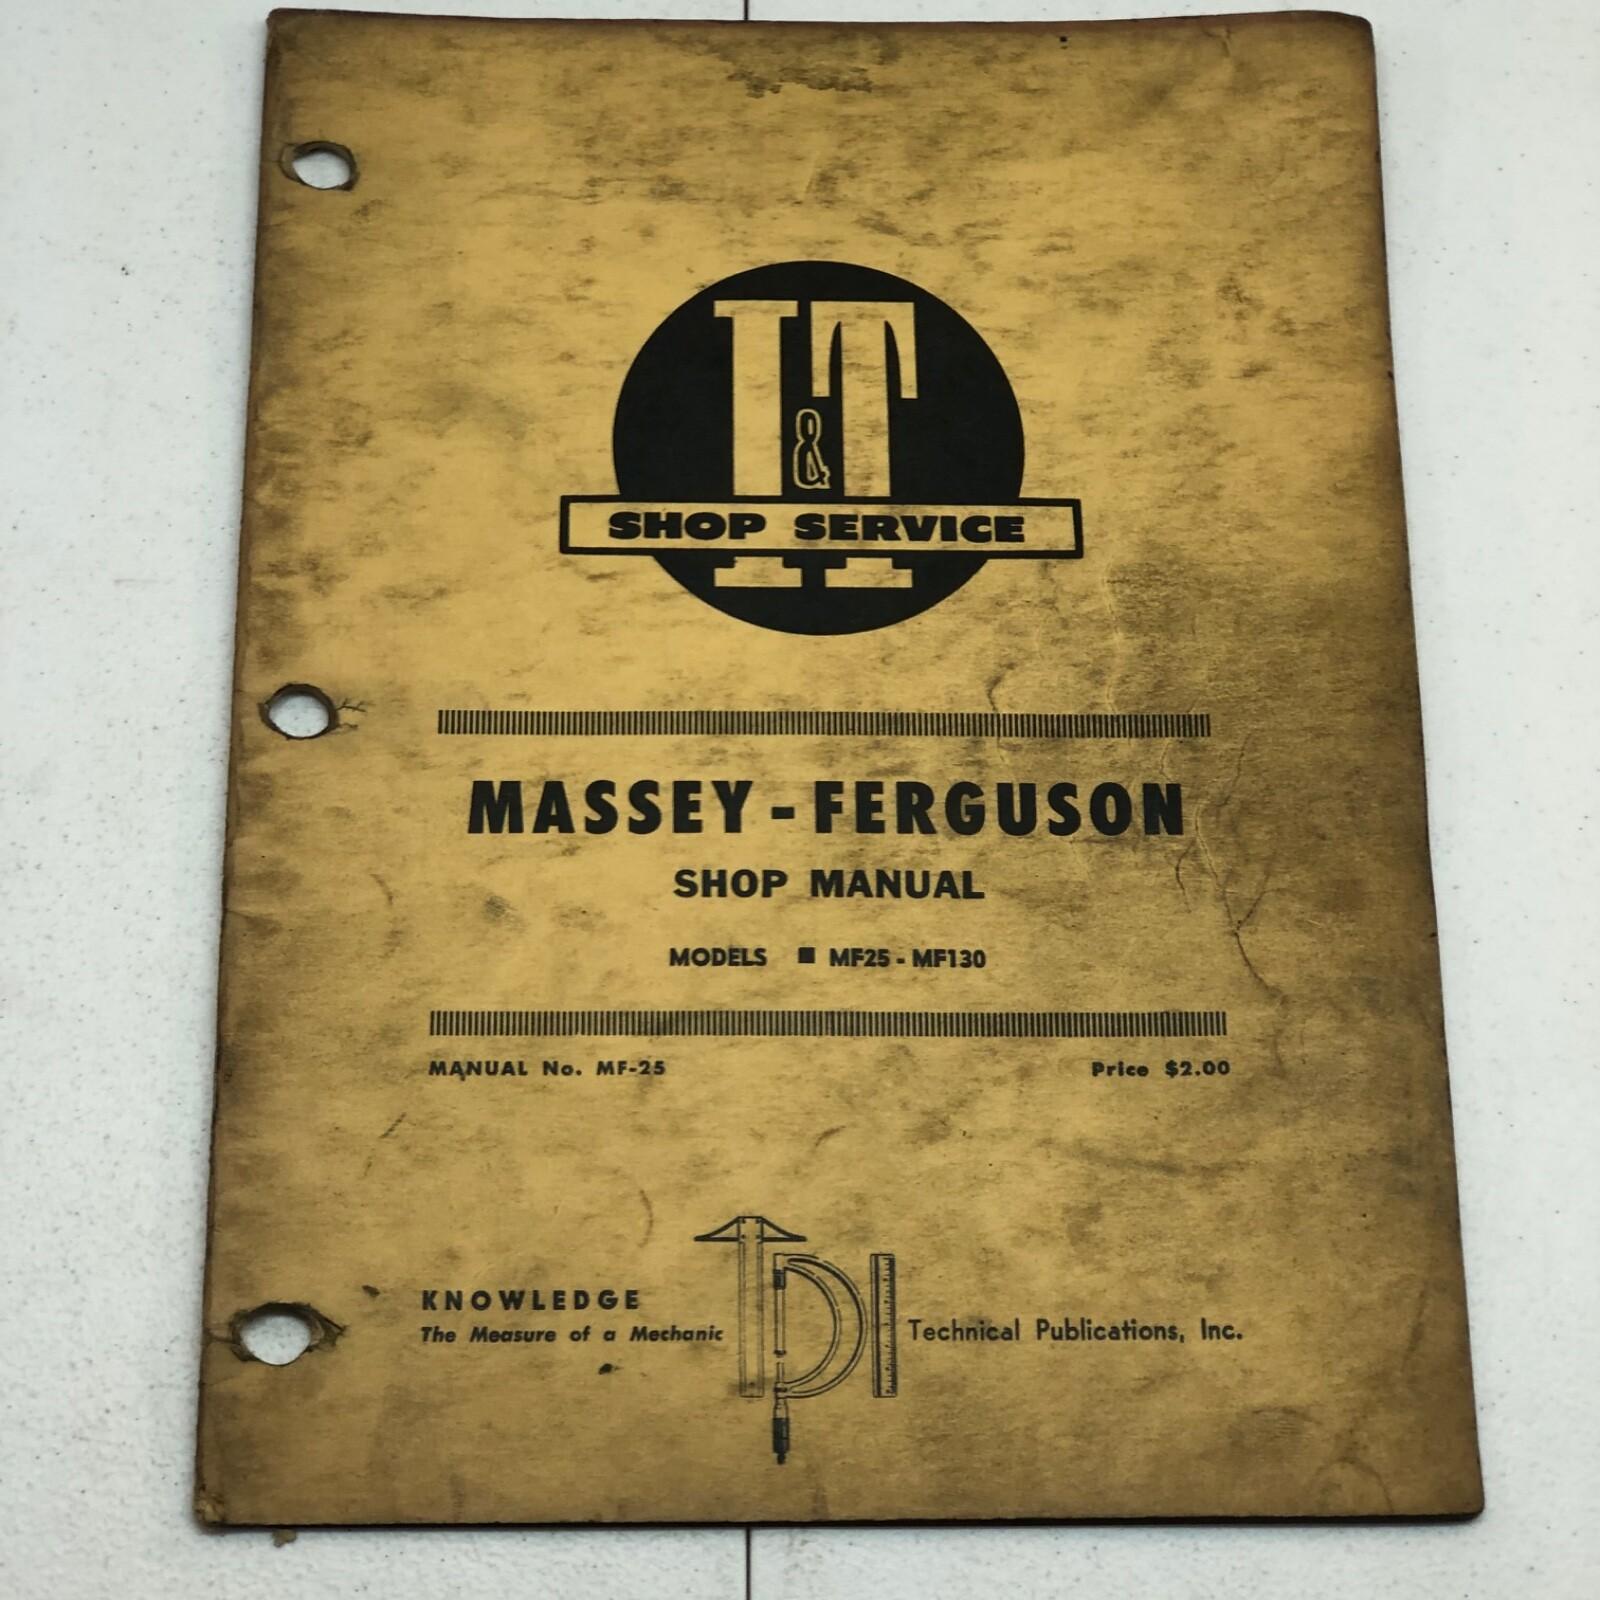 I&T
SHOP SERVICE
MASSEY-FERGUSON
SHOP MANUAL
MODELS ■ MF25 - MF130
MANUAL No. MF-25 Price $2.00
KNOWLEDGE
The Measure of a Mechanic TPI Technical Publications, Inc.